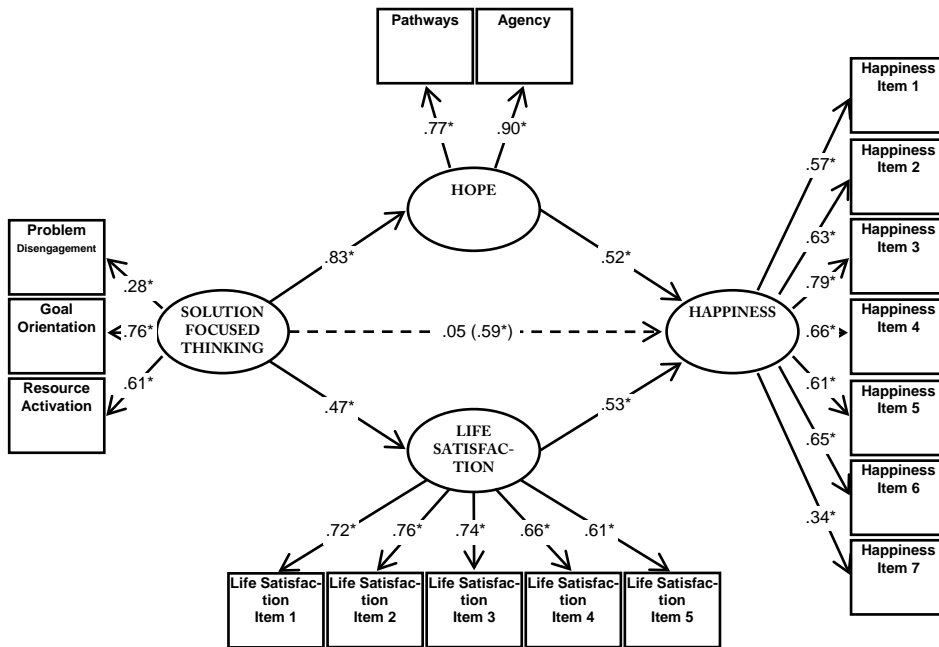 Pathways
Agency
.77*
.90*
HOPE
Happiness
Item 1
Happiness
Item 2
Happiness
Item 3
Happiness
Item 4
Happiness
Item 5
Happiness
Item 6
Happiness
Item 7
.57*
.63*
.79*
.66*
.61*
.65*
.34*
Problem
Disengagement
Goal
Orientation
Resource
Activation
.28*
.76*
.61*
SOLUTION
FOCUSED
THINKING
.83*
.52*
.05 (.59*)
HAPPINESS
.47*
.53*
LIFE
SATISFAC-
TION
.72*
.76*
.74*
.66*
.61*
Life Satisfac-
tion
Item 1
Life Satisfac-
tion
Item 2
Life Satisfac-
tion
Item 3
Life Satisfac-
tion
Item 4
Life Satisfac-
tion
Item 5